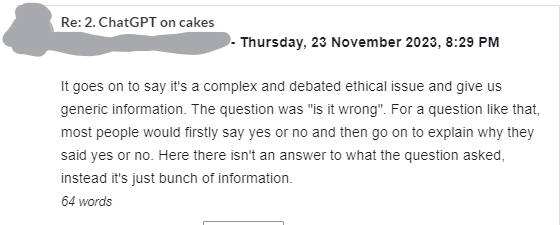 Re: 2. ChatGPT on cakes
- Thursday, 23 November 2023, 8:29 PM
It goes on to say it's a complex and debated ethical issue and give us
generic information. The question was "is it wrong". For a question like that,
most people would firstly say yes or no and then go on to explain why they
said yes or no. Here there isn't an answer to what the question asked,
instead it's just bunch of information.
64 words